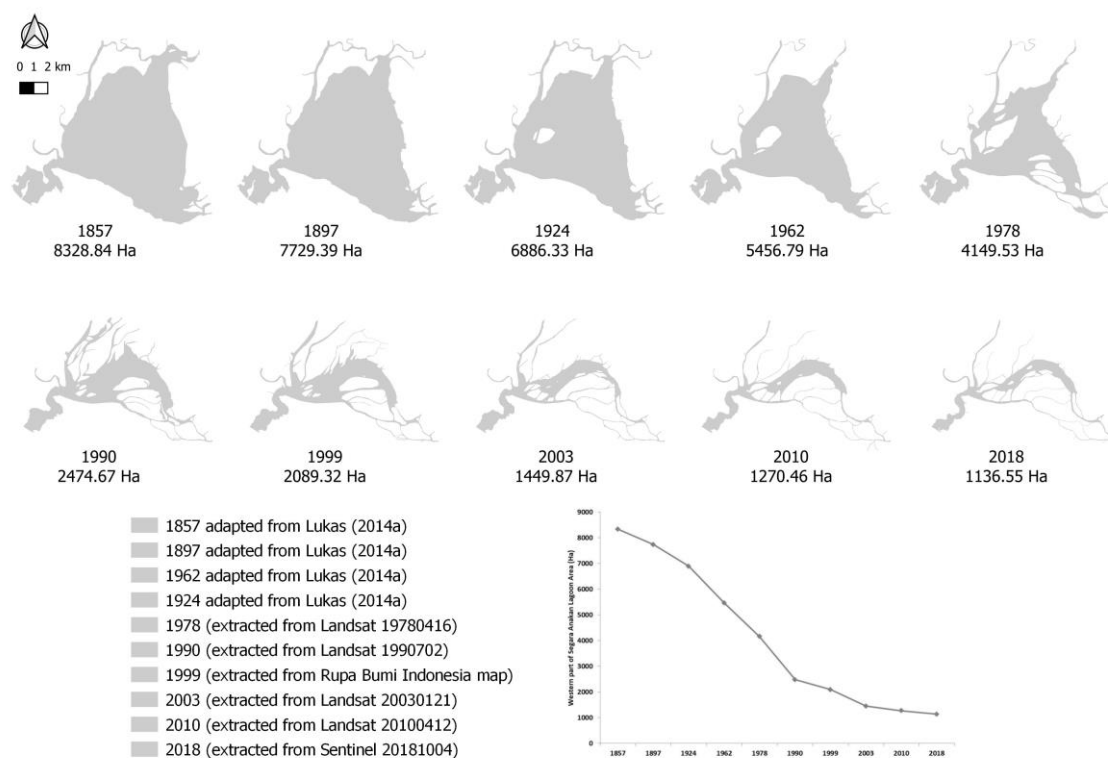 0 1 2 km
1857
8328.84 Ha
1897
7729.39 Ha
1924
6886.33 Ha
1962
5456.79 Ha
1978
4149.53 Ha
1990
2474.67 Ha
1999
2089.32 Ha
2003
1449.87 Ha
2010
1270.46 Ha
2018
1136.55 Ha
1857 adapted from Lukas (2014a)
1897 adapted from Lukas (2014a)
1962 adapted from Lukas (2014a)
1924 adapted from Lukas (2014a)
1978 (extracted from Landsat 19780416)
1990 (extracted from Landsat 1990702)
1999 (extracted from Rupa Bumi Indonesia map)
2003 (extracted from Landsat 20030121)
2010 (extracted from Landsat 20100412)
2018 (extracted from Sentinel 20181004)
Western part of Segara Anakan Lagoon Area (Ha)
9000
8000
7000
6000
5000
4000
3000
2000
1000
0
1857 1897 1924 1962 1978 1990 1999 2003 2010 2018